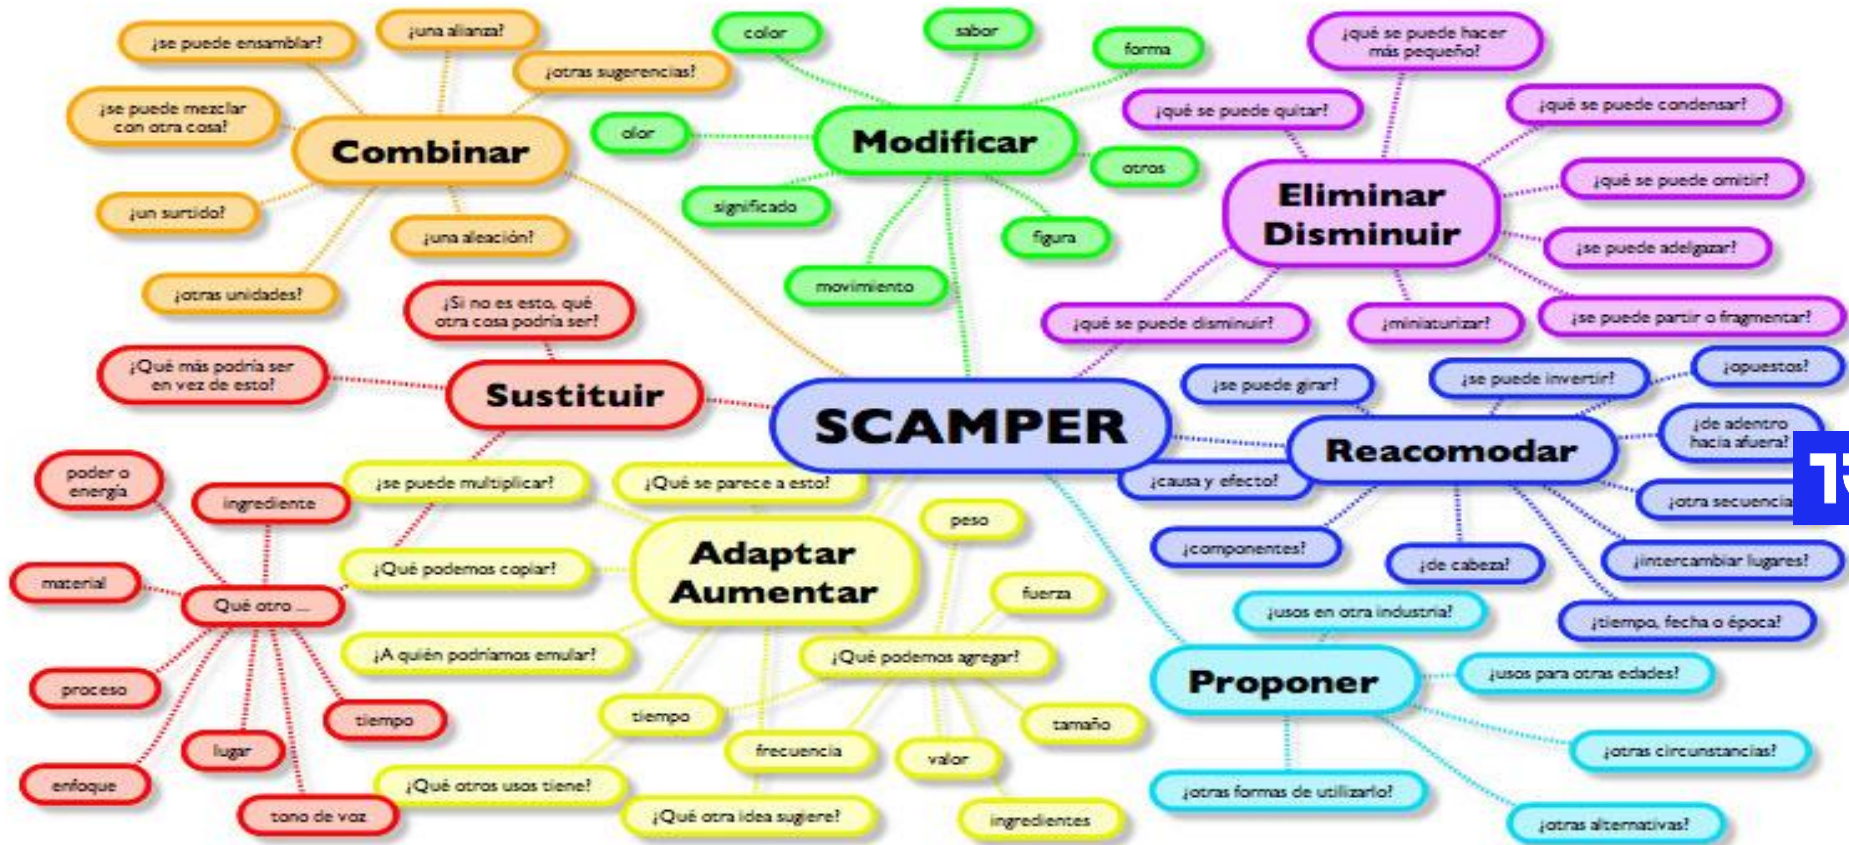 ¿se puede ensamblar?
¿una alianza?
¿otras sugerencias?
¿se puede mezclar
con otra cosa?
Combinar
¿un surtido?
¿una aleación?
¿otras unidades?
color
sabor
forma
olor
Modificar
otros
significado
figura
movimiento
¿qué se puede hacer
más pequeño?
¿qué se puede quitar?
¿qué se puede condensar?
Eliminar
Disminuir
¿qué se puede omitir?
¿se puede adelgazar?
¿qué se puede disminuir?
¿miniaturizar?
¿se puede partir o fragmentar?
¿Si no es esto, qué
otra cosa podría ser?
¿Qué más podría ser
en vez de esto?
Sustituir
SCAMPER
¿se puede girar?
¿se puede invertir?
¿opuestos?
Reacomodar
¿de adentro
hacia afuera?
¿causa y efecto?
¿otra secuencia
¿componentes?
¿de cabeza?
¿intercambiar lugares?
¿tiempo, fecha o época?
poder o
energía
ingrediente
material
Qué otro ...
proceso
tiempo
lugar
enfoque
tono de voz
¿se puede multiplicar?
¿Qué se parece a esto?
Adaptar
Aumentar
¿Qué podemos copiar?
peso
fuerza
¿A quién podríamos emular?
¿Qué podemos agregar?
tiempo
frecuencia
valor
tamaño
¿Qué otros usos tiene?
¿Qué otra idea sugiere?
ingredientes
¿usos en otra industria?
Proponer
¿usos para otras edades?
¿otras circunstancias?
¿otras formas de utilizarlo?
¿otras alternativas?